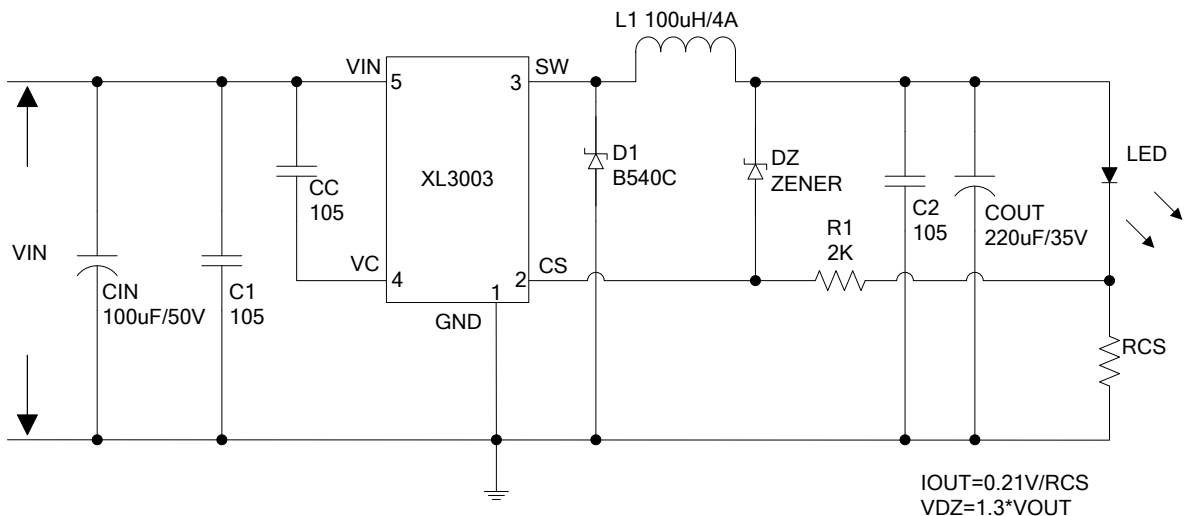 L1 100uH/4A
VIN
5
3
SW
XL3003
CC
105
D1
B540C
DZ
ZENER
LED
C2
105
COUT
220uF/35V
R1
2K
VIN
VC
4
2
CS
1
GND
CIN
100uF/50V
C1
105
RCS
IOUT=0.21V/RCS
VDZ=1.3*VOUT